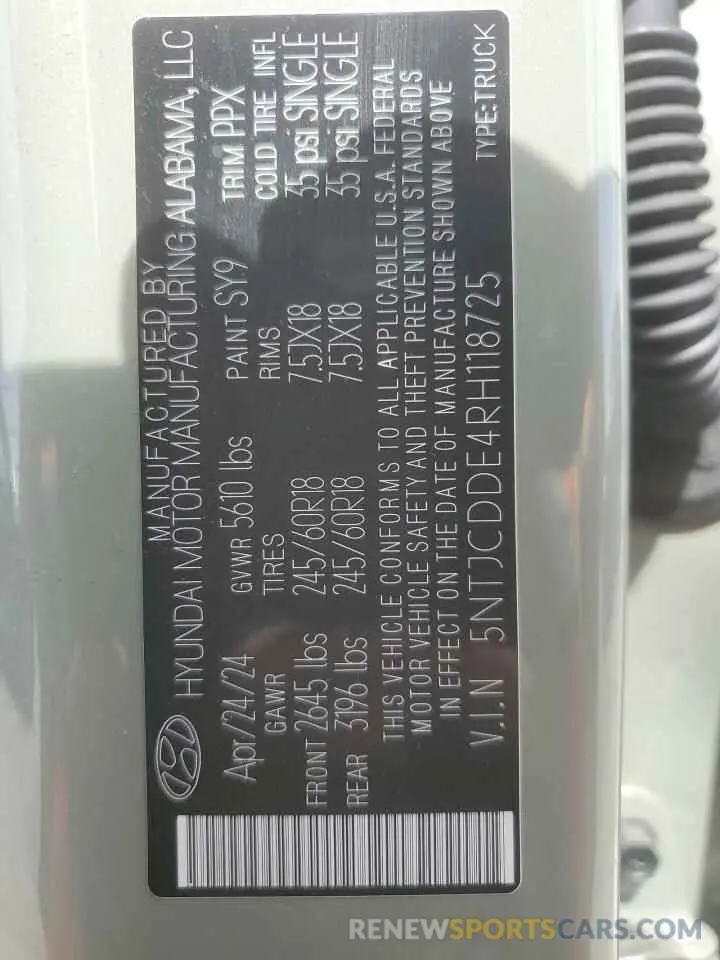 MANUFACTURED BY
HYUNDAI MOTOR MANUFACTURING ALABAMA, LLC
Apr/24/24 GVWR 5610 lbs PAINT SY9 TRIM PPX
GAWR TIRES RIMS COLD TIRE INFL
FRONT 2645 lbs 245/60R18 7.5JX18 35 psi SINGLE
REAR 3196 lbs 245/60R18 7.5JX18 35 psi SINGLE
THIS VEHICLE CONFORMS TO ALL APPLICABLE U.S.A. FEDERAL
MOTOR VEHICLE SAFETY AND THEFT PREVENTION STANDARDS
IN EFFECT ON THE DATE OF MANUFACTURE SHOWN ABOVE
V.I.N 5NTJCDDE4RH118725 TYPE:TRUCK
RENEWSPORTSCARS.COM